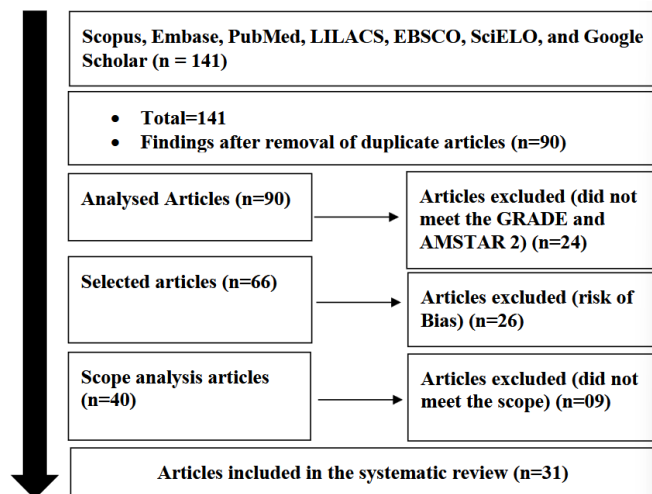 Scopus, Embase, PubMed, LILACS, EBSCO, SciELO, and Google
Scholar (n = 141)
• Total=141
• Findings after removal of duplicate articles (n=90)
Analysed Articles (n=90)
Articles excluded (did not
meet the GRADE and
AMSTAR 2) (n=24)
Selected articles (n=66)
Articles excluded (risk of
Bias) (n=26)
Scope analysis articles
(n=40)
Articles excluded (did not
meet the scope) (n=09)
Articles included in the systematic review (n=31)